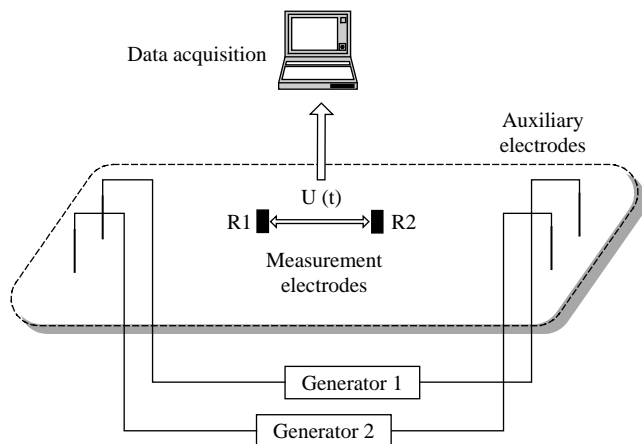 Data acquisition
Auxiliary
electrodes
U (t)
R1
R2
Measurement
electrodes
Generator 1
Generator 2